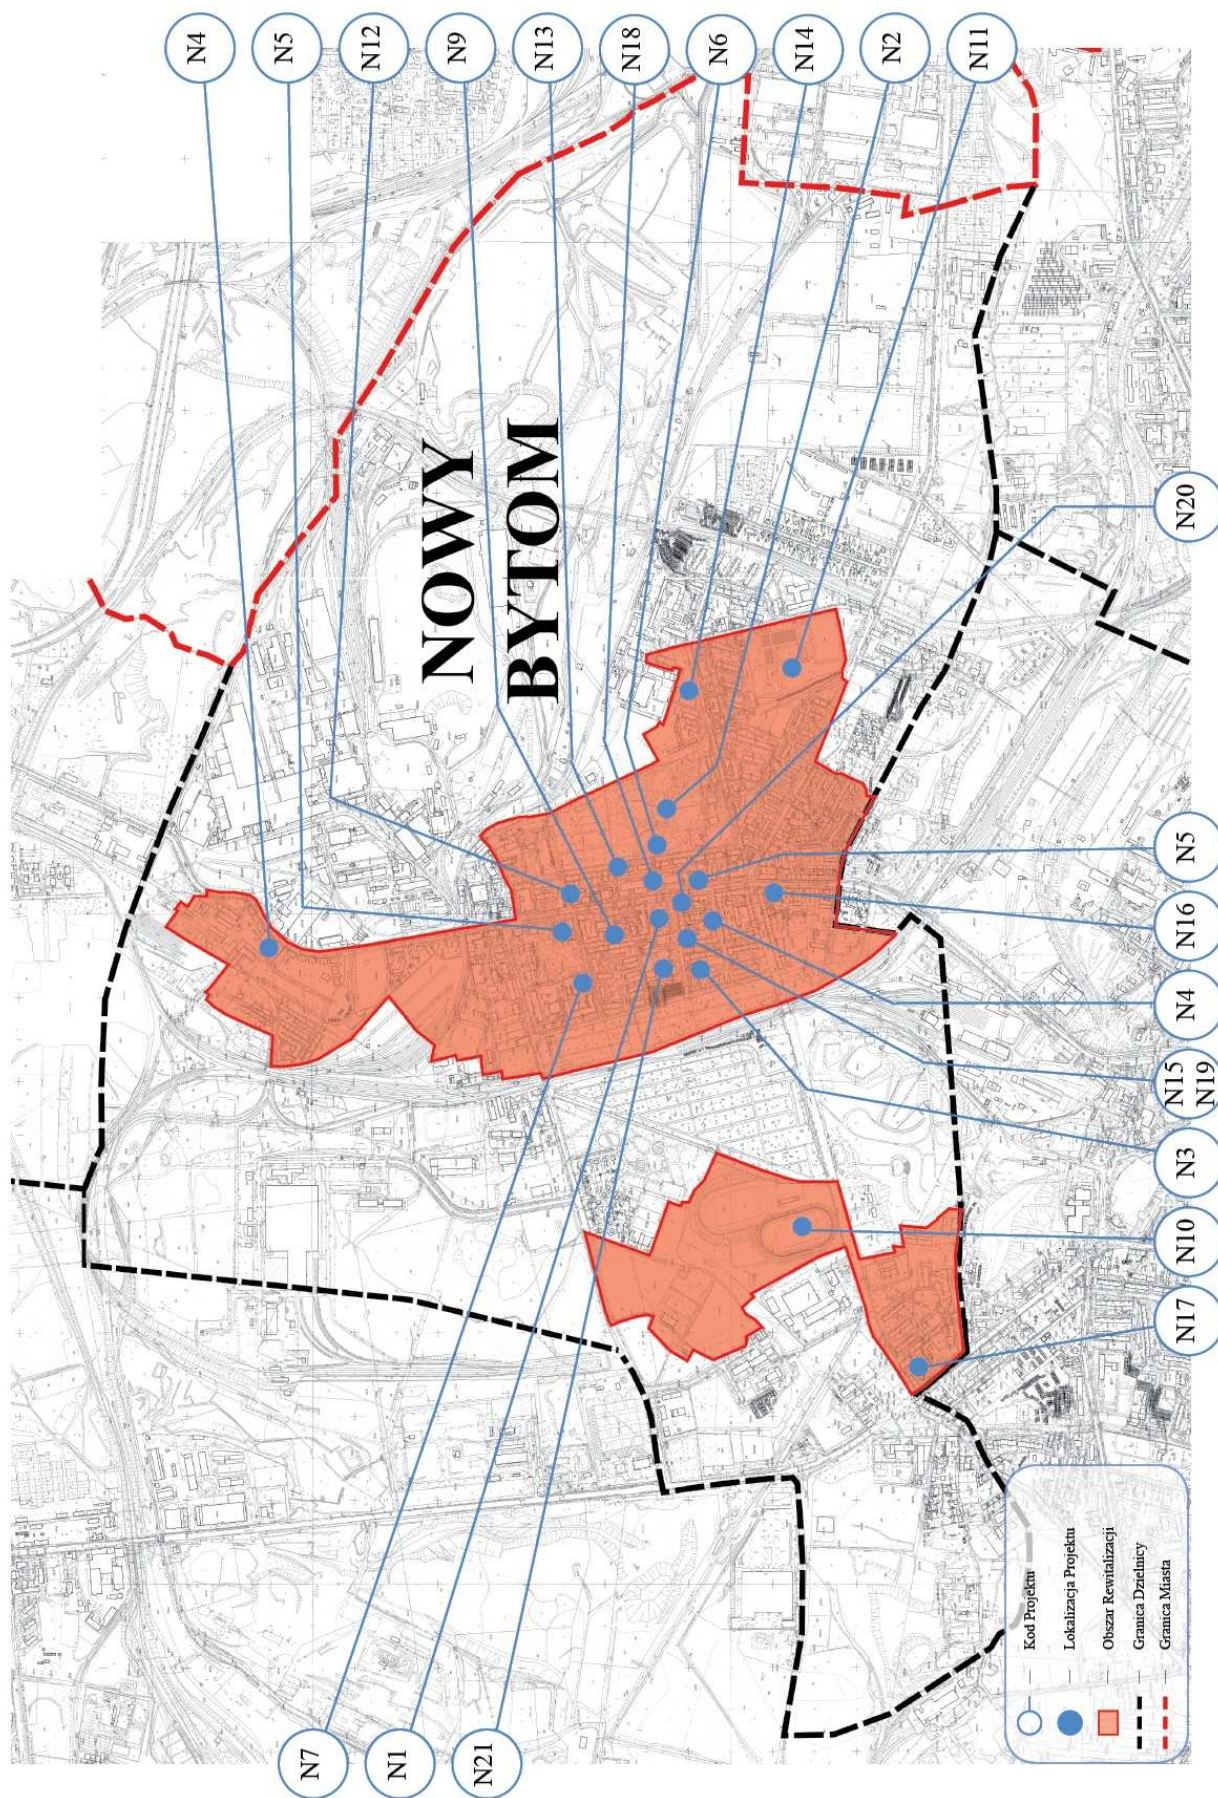 N4
N5
N12
N9
N13
N18
N6
N14
N2
N11
NOWY
BYTOM
N20
N5
N16
N4
N15
N19
N3
N10
N17
N7
N1
N21
Kod Projektu
Lokalizacja Projektu
Obszar Rewitalizacji
Granica Dzielnicy
Granica Miasta